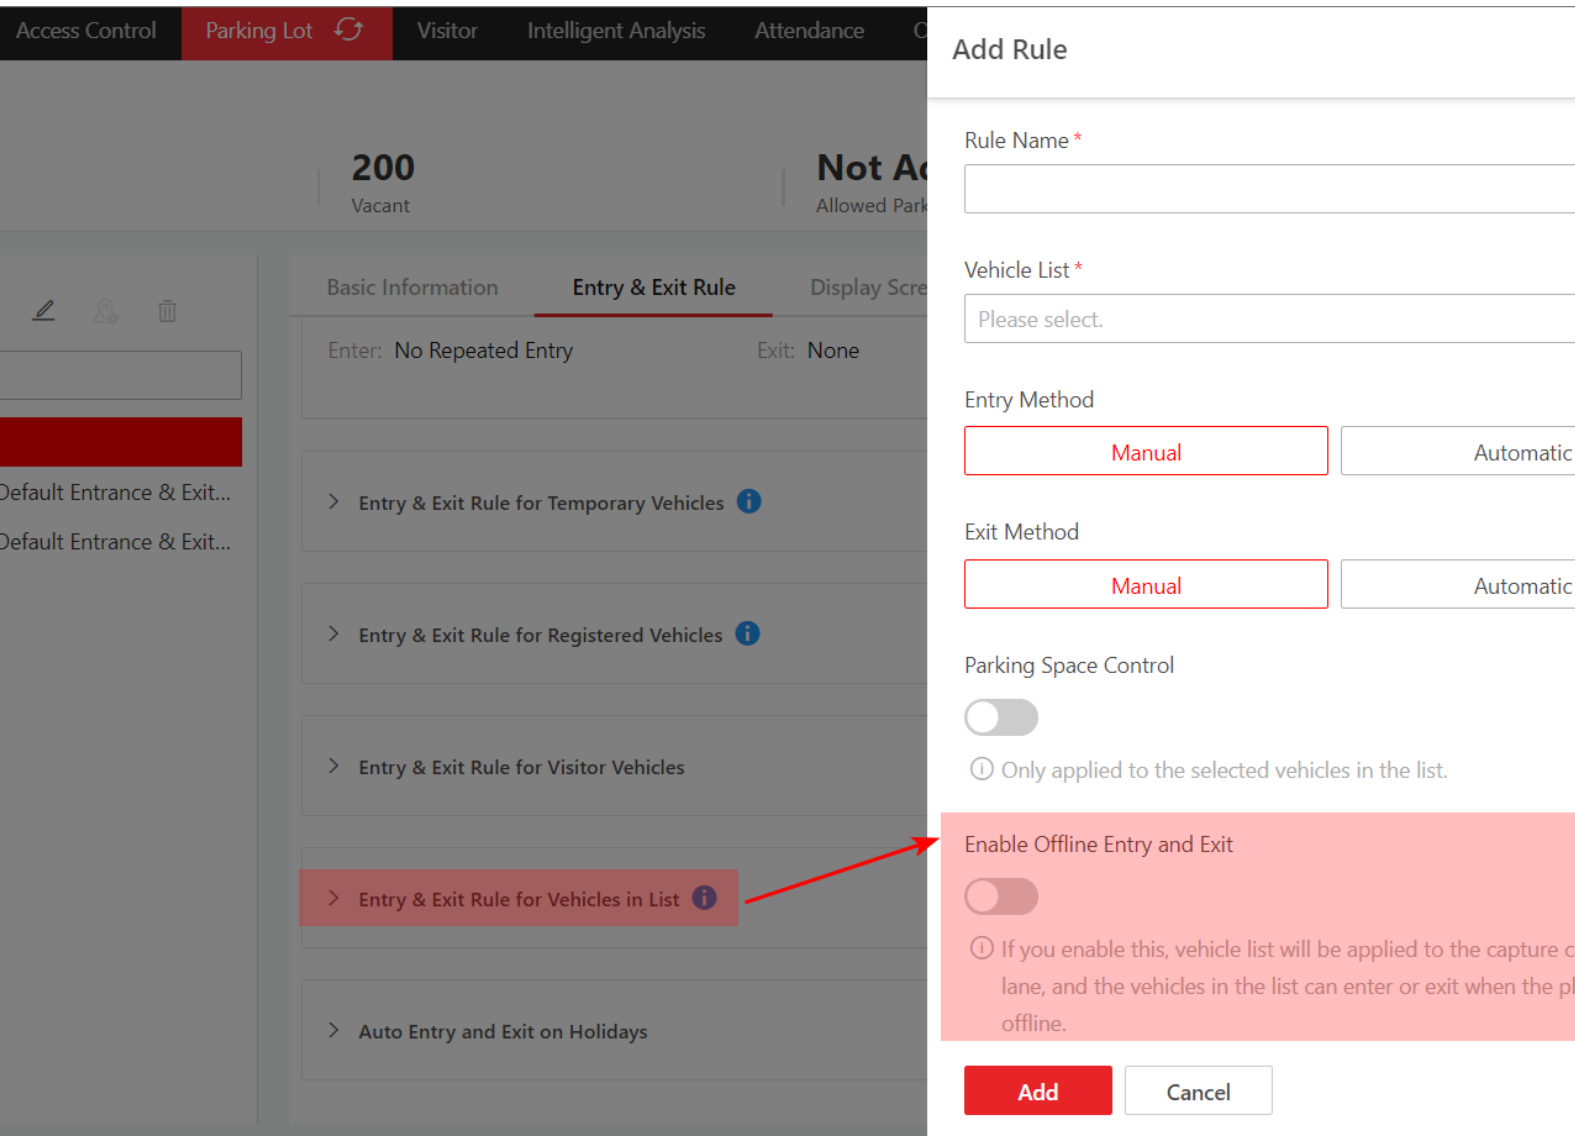 Access Control
Parking Lot
Visitor
Intelligent Analysis
Attendance
Add Rule
200
Vacant
Not
Allowed
Rule Name *
Vehicle List *
Please select.
Basic Information
Entry & Exit Rule
Display
Enter: No Repeated Entry
Exit: None
Default Entrance & Exit...
Default Entrance & Exit...
Entry & Exit Rule for Temporary Vehicles
Entry & Exit Rule for Registered Vehicles
Entry & Exit Rule for Visitor Vehicles
Entry & Exit Rule for Vehicles in List
Auto Entry and Exit on Holidays
Entry Method
Manual
Automatic
Exit Method
Manual
Automatic
Parking Space Control
Only applied to the selected vehicles in the list.
Enable Offline Entry and Exit
If you enable this, vehicle list will be applied to the capture
lane, and the vehicles in the list can enter or exit when the
offline.
Add
Cancel